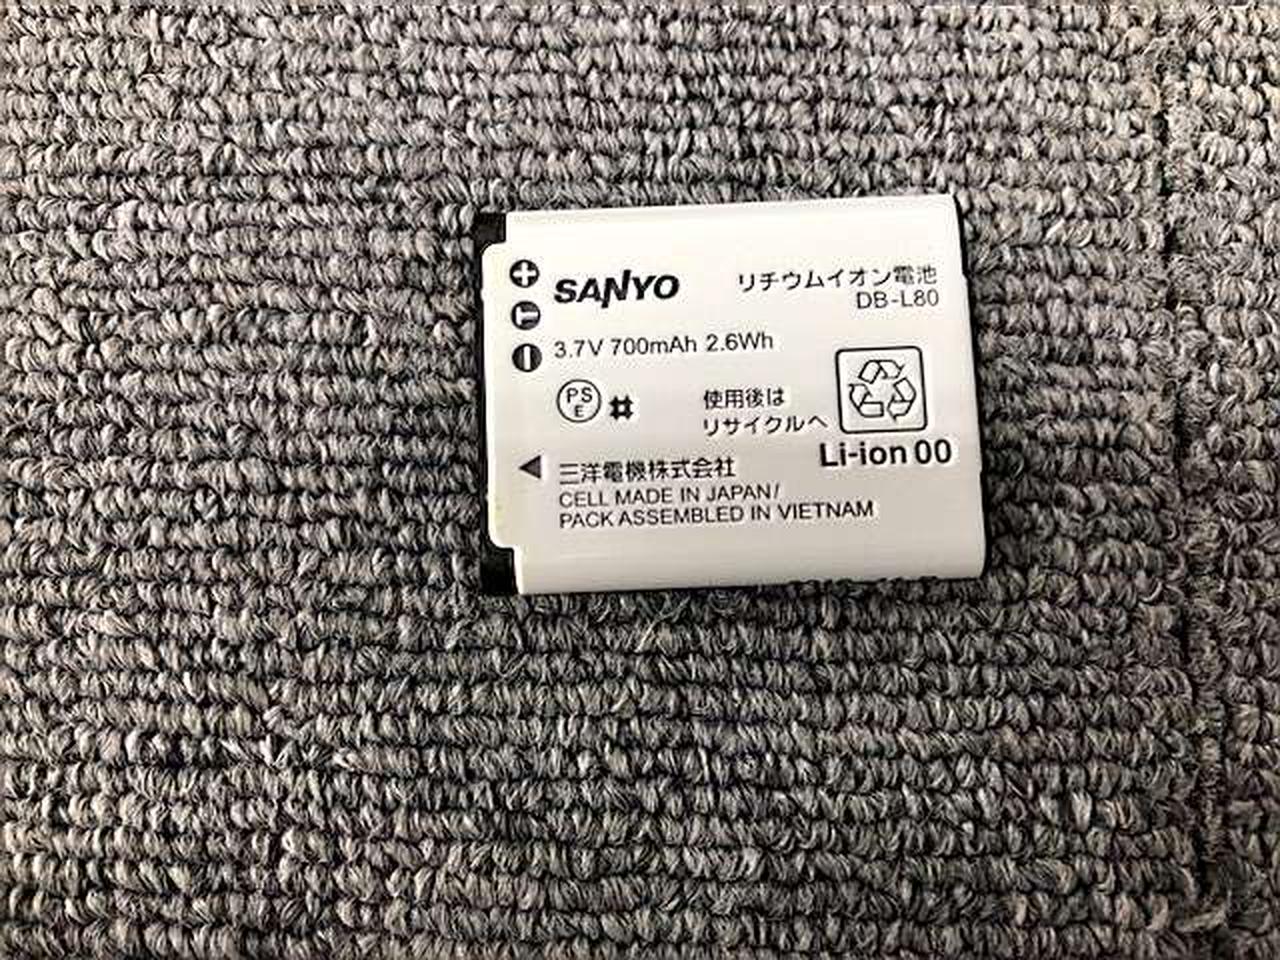 SANYO
リチウムイオン電池
DB-L80
3.7V 700mAh 2.6Wh
PS
E
#
使用後は
リサイクルへ
Li-ion 00
三洋電機株式会社
CELL MADE IN JAPAN/
PACK ASSEMBLED IN VIETNAM